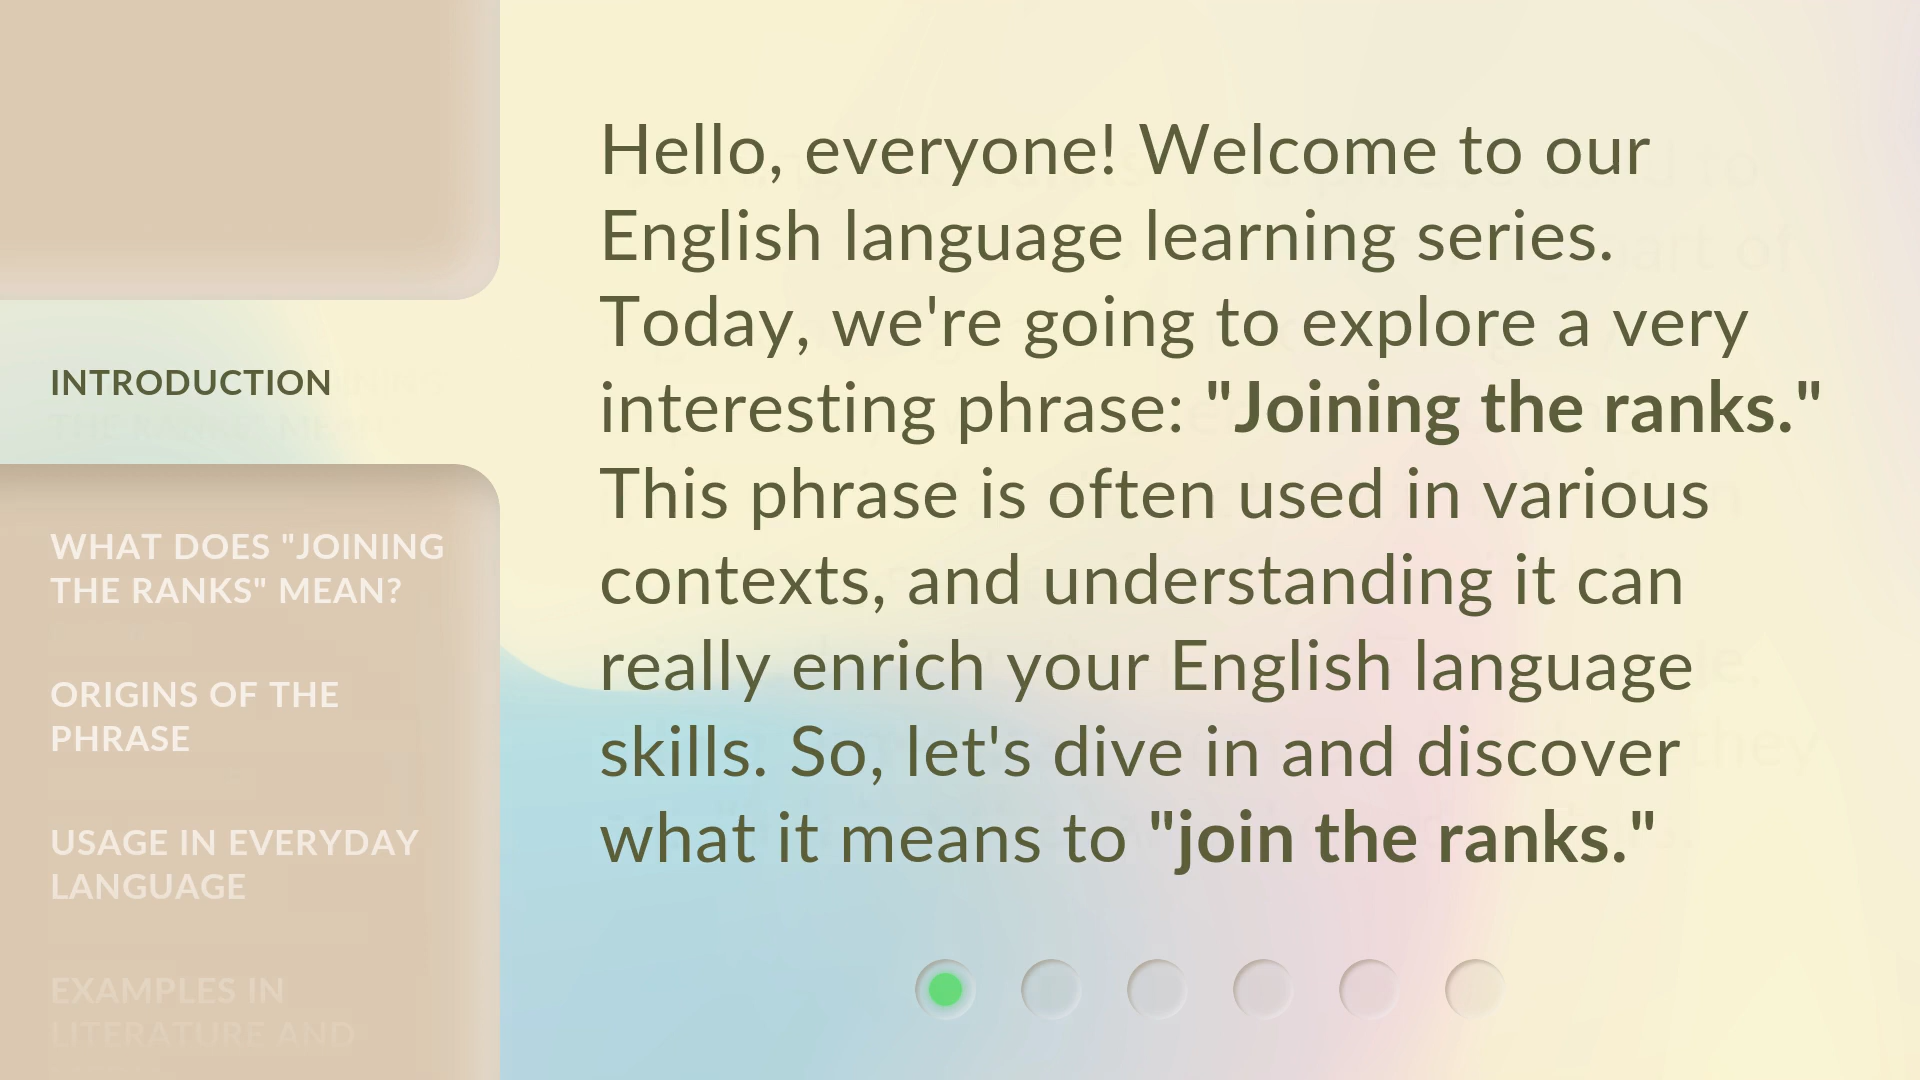 INTRODUCTION
WHAT DOES "JOINING
THE RANKS" MEAN?
ORIGINS OF THE
PHRASE
USAGE IN EVERYDAY
LANGUAGE
EXAMPLES IN
LITERATURE AND
Hello, everyone! Welcome to our
English language learning series.
Today, we're going to explore a very
interesting phrase: "Joining the ranks."
This phrase is often used in various
contexts, and understanding it can
really enrich your English language
skills. So, let's dive in and discover
what it means to "join the ranks."